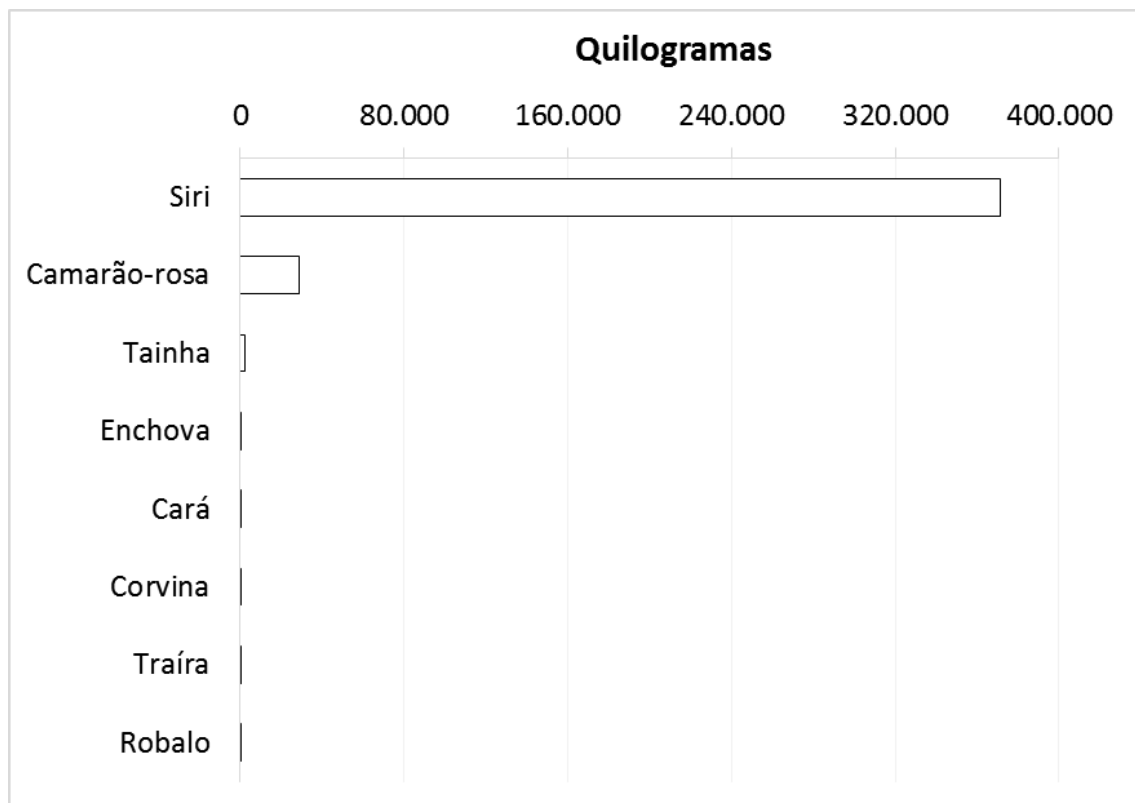 Quilogramas
0 80.000 160.000 240.000 320.000 400.000
Siri
Camarão-rosa
Tainha
Enchova
Cará
Corvina
Traíra
Robalo